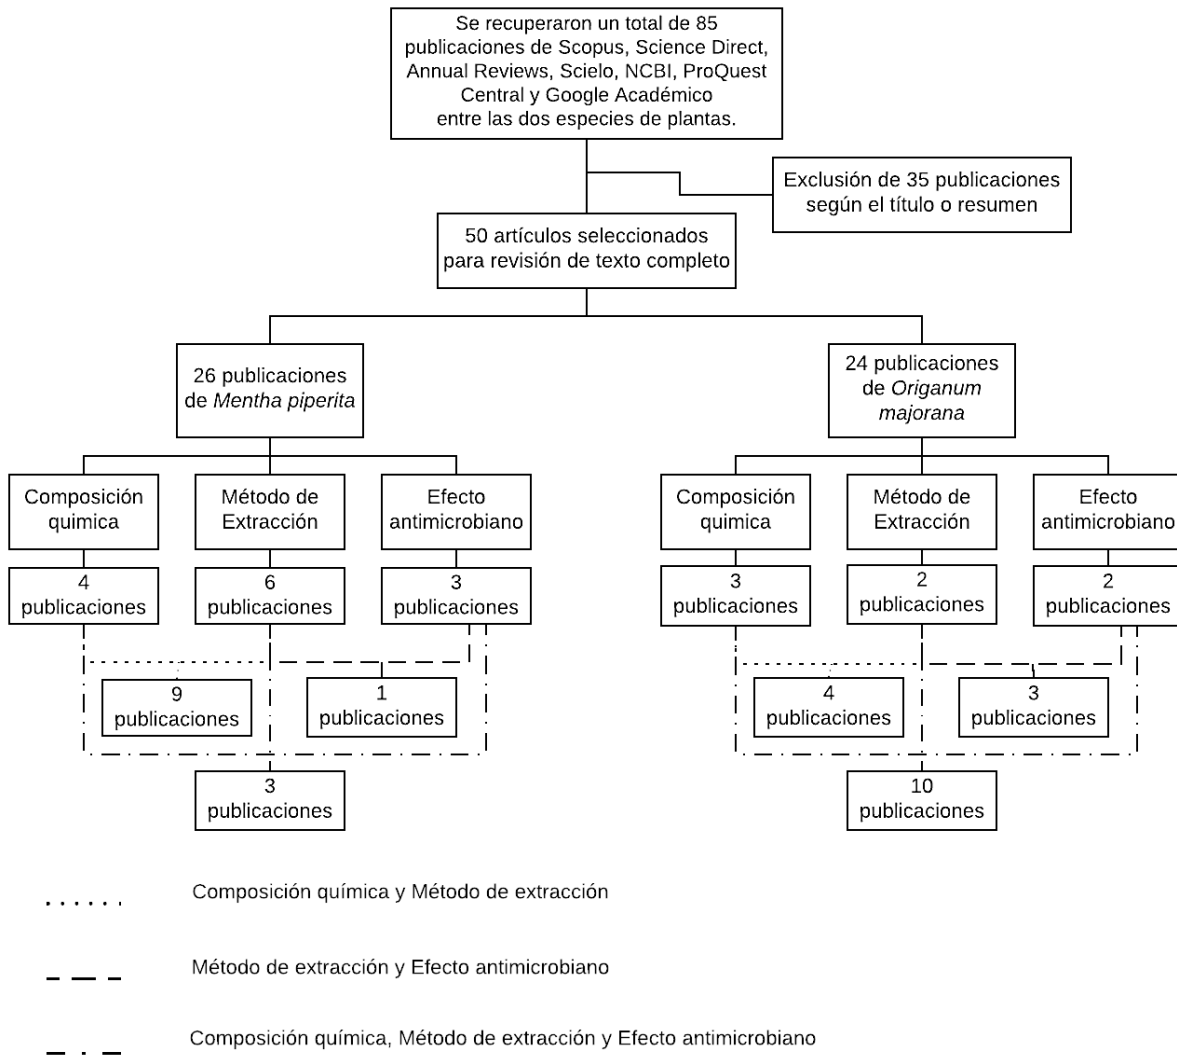 Se recuperaron un total de 85
publicaciones de Scopus, Science Direct,
Annual Reviews, Scielo, NCBI, ProQuest
Central y Google Académico
entre las dos especies de plantas.
Exclusión de 35 publicaciones
según el título o resumen
50 artículos seleccionados
para revisión de texto completo
26 publicaciones
de Mentha piperita
24 publicaciones
de Origanum
majorana
Composición
quimica
Método de
Extracción
Efecto
antimicrobiano
Composición
quimica
Método de
Extracción
Efecto
antimicrobiano
4
publicaciones
6
publicaciones
3
publicaciones
3
publicaciones
2
publicaciones
2
publicaciones
9
publicaciones
1
publicaciones
4
publicaciones
3
publicaciones
3
publicaciones
10
publicaciones
Composición química y Método de extracción
Método de extracción y Efecto antimicrobiano
Composición química, Método de extracción y Efecto antimicrobiano